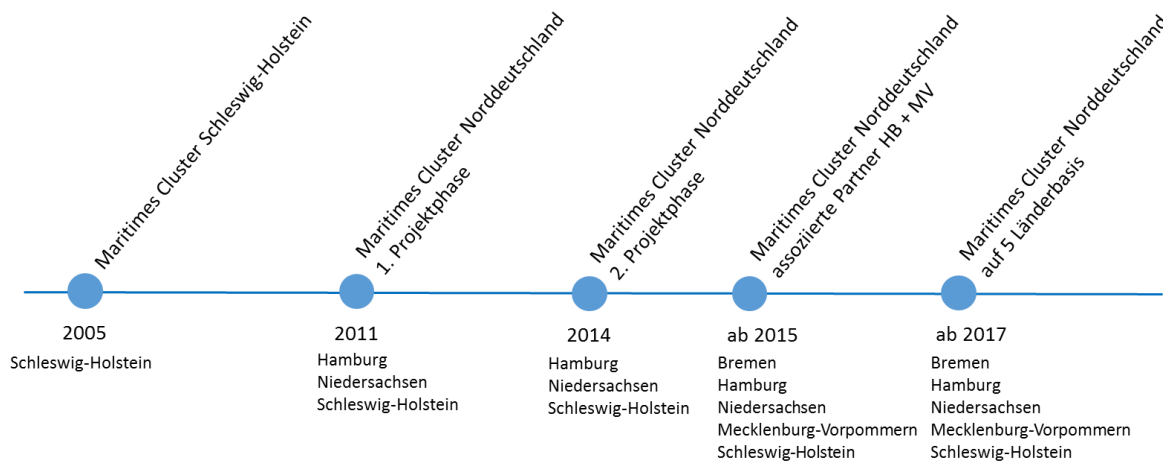 Maritimes Cluster Schleswig-Holstein
2005
Schleswig-Holstein
Maritimes Cluster Norddeutschland
1. Projektphase
2011
Hamburg
Niedersachsen
Schleswig-Holstein
Maritimes Cluster Norddeutschland
2. Projektphase
2014
Hamburg
Niedersachsen
Schleswig-Holstein
Maritimes Cluster Norddeutschland
assoziierte Partner HB + MV
ab 2015
Bremen
Hamburg
Niedersachsen
Mecklenburg-Vorpommern
Schleswig-Holstein
Maritimes Cluster Norddeutschland
auf 5 Länderbasis
ab 2017
Bremen
Hamburg
Niedersachsen
Mecklenburg-Vorpommern
Schleswig-Holstein